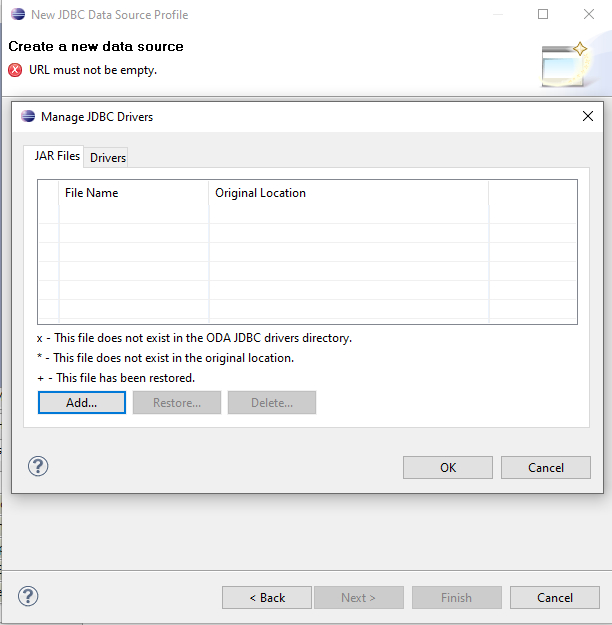 New JDBC Data Source Profile
Create a new data source
URL must not be empty.
Manage JDBC Drivers
JAR Files Drivers
File Name Original Location
x - This file does not exist in the ODA JDBC drivers directory.
* - This file does not exist in the original location.
+ - This file has been restored.
Add... Restore... Delete...
? OK Cancel
? < Back Next > Finish Cancel